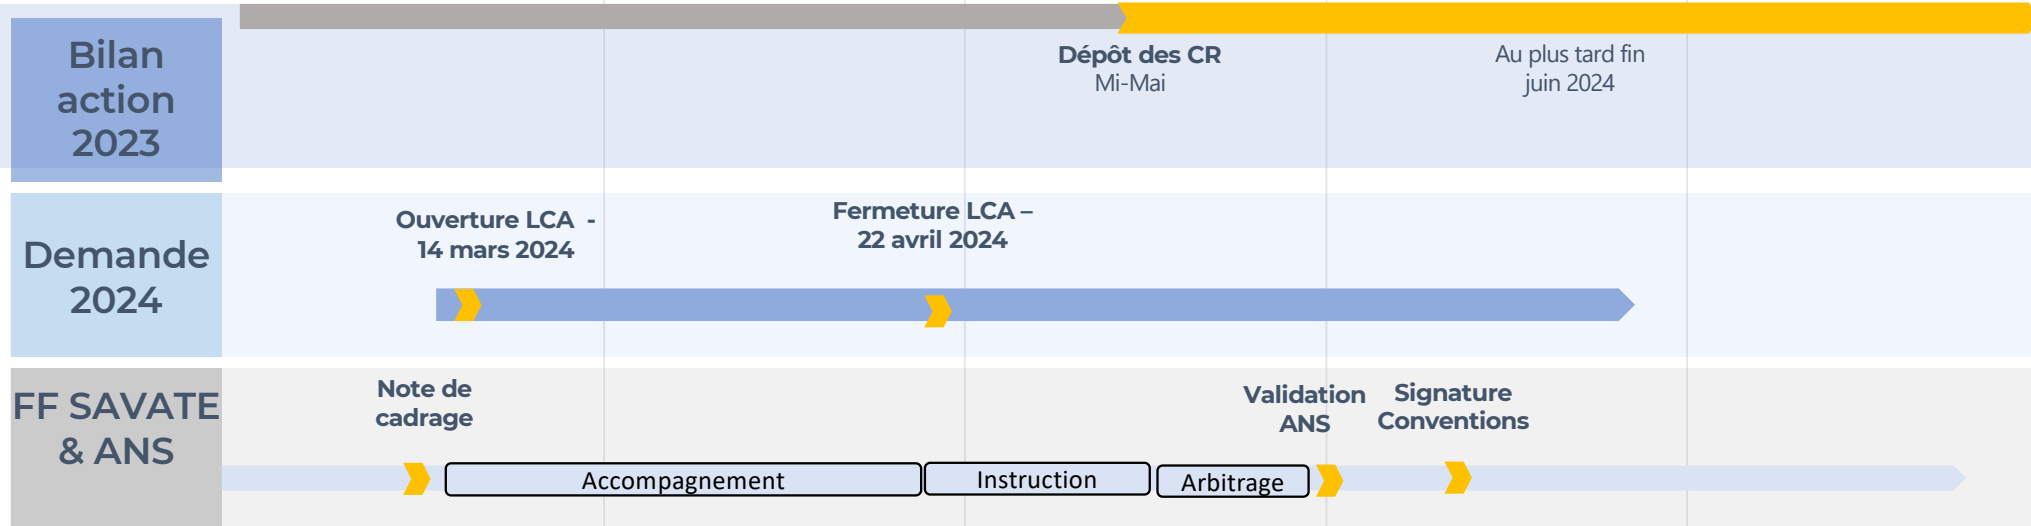 Bilan
action
2023
Dépôt des CR
Mi-Mai
Au plus tard fin
juin 2024
Demande
2024
Ouverture LCA -
14 mars 2024
Fermeture LCA –
22 avril 2024
FF SAVATE
& ANS
Note de
cadrage
Validation
ANS
Signature
Conventions
Accompagnement
Instruction
Arbitrage